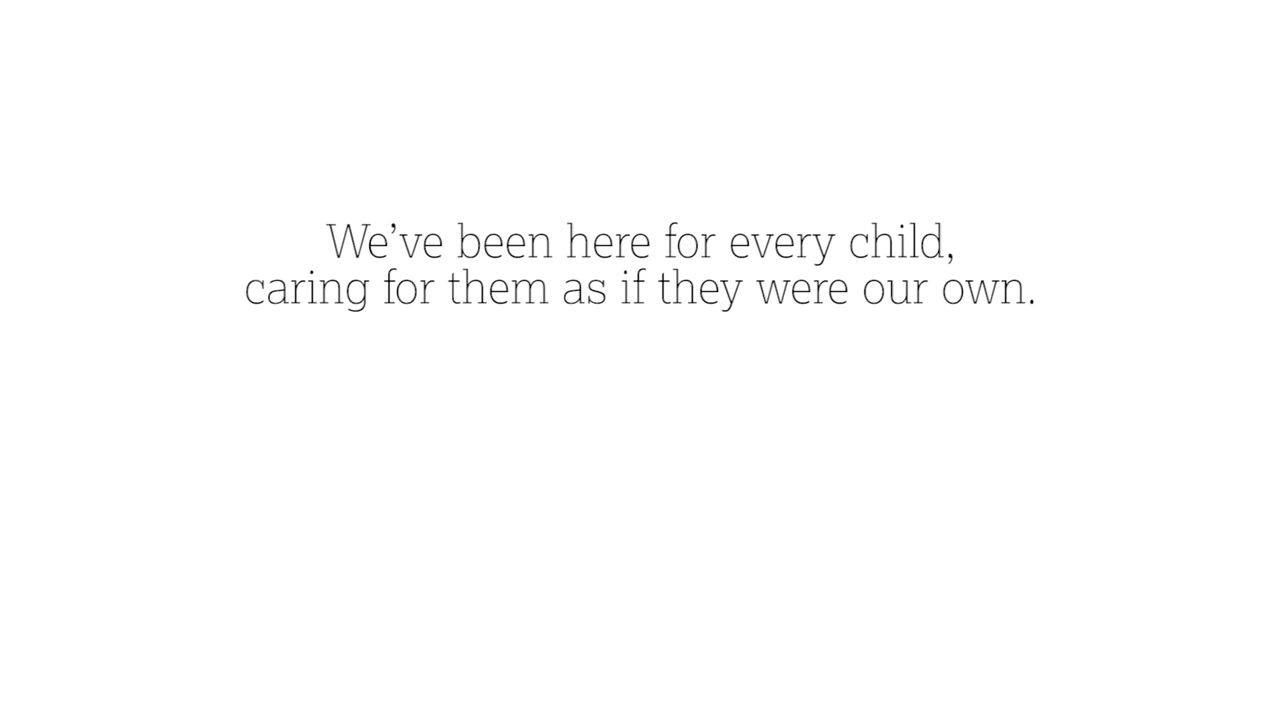 We’ve been here for every child,
caring for them as if they were our own.